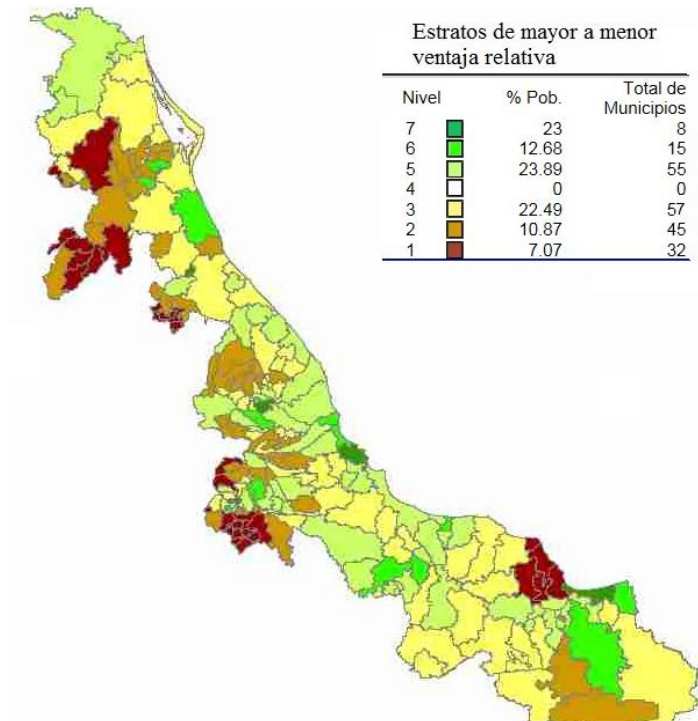 Estratos de mayor a menor
ventaja relativa
Nivel % Pob. Total de
Municipios
7 23 8
6 12.68 15
5 23.89 55
4 0 0
3 22.49 57
2 10.87 45
1 7.07 32